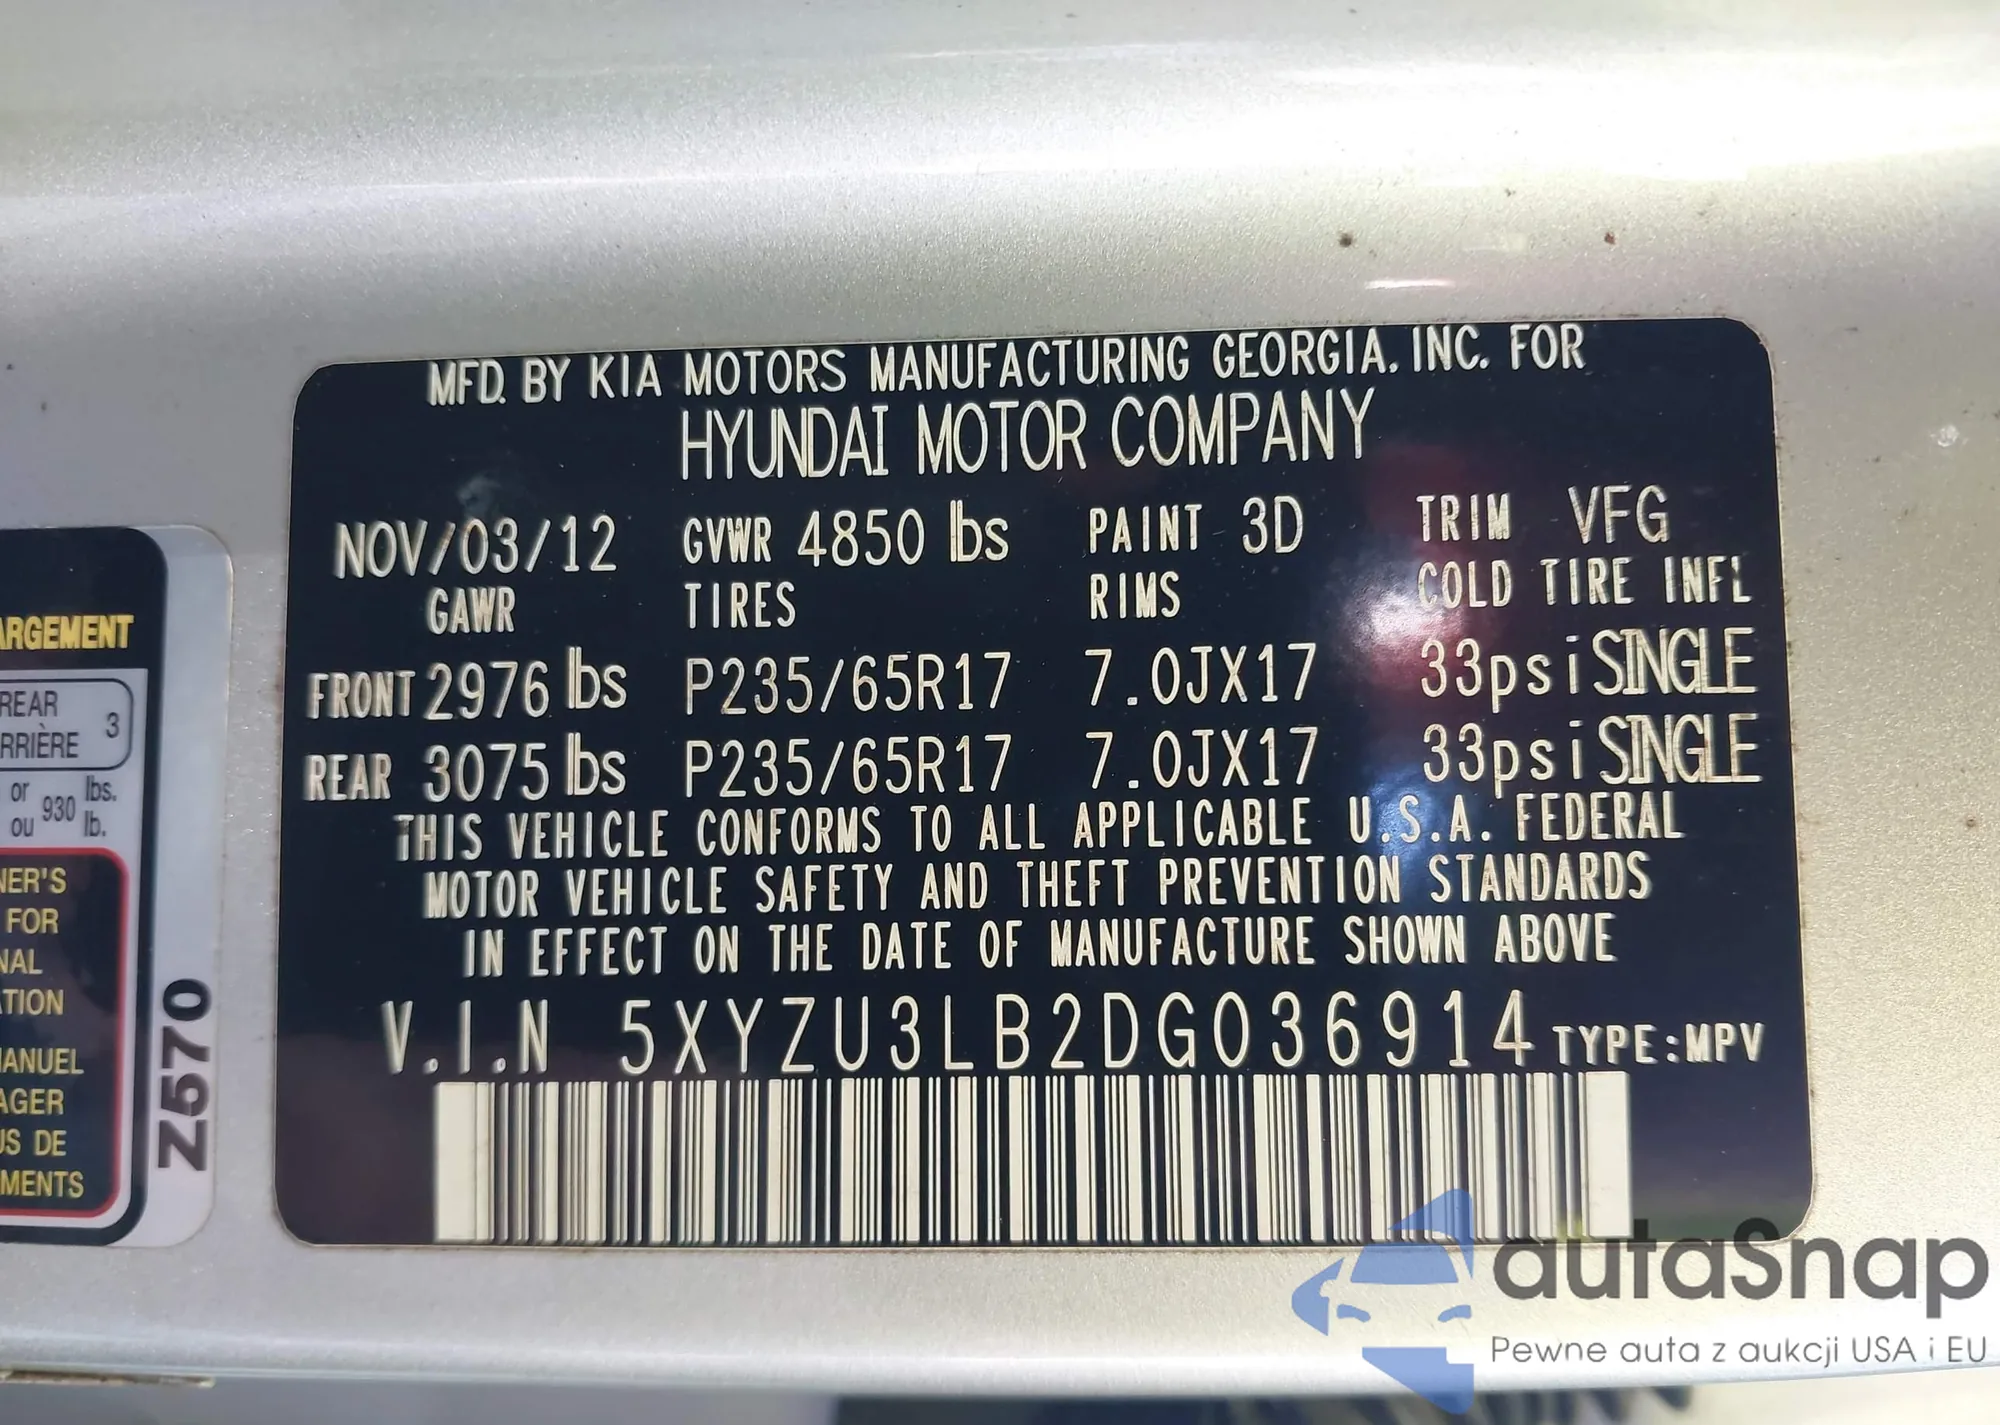 MFD. BY KIA MOTORS MANUFACTURING GEORGIA. INC. FOR
HYUNDAI MOTOR COMPANY
NOV/03/12 GVWR 4850 lbs PAINT 3D TRIM VFG
GAWR TIRES RIMS COLD TIRE INFL
FRONT 2976 lbs P235/65R17 7.0JX17 33psi SINGLE
REAR 3075 lbs P235/65R17 7.0JX17 33psi SINGLE
THIS VEHICLE CONFORMS TO ALL APPLICABLE U.S.A. FEDERAL
MOTOR VEHICLE SAFETY AND THEFT PREVENTION STANDARDS
IN EFFECT ON THE DATE OF MANUFACTURE SHOWN ABOVE
V.I.N 5XYZU3LB2DG036914 TYPE:MPV
ARGEMENT
REAR 3
RRIÈRE
or 930 lbs.
ou lb.
NER'S
FOR
NAL
ATION
MANUEL
AGER
US DE
MENTS
Z570
autaSnap
Pewne auta z aukcji USA i EU